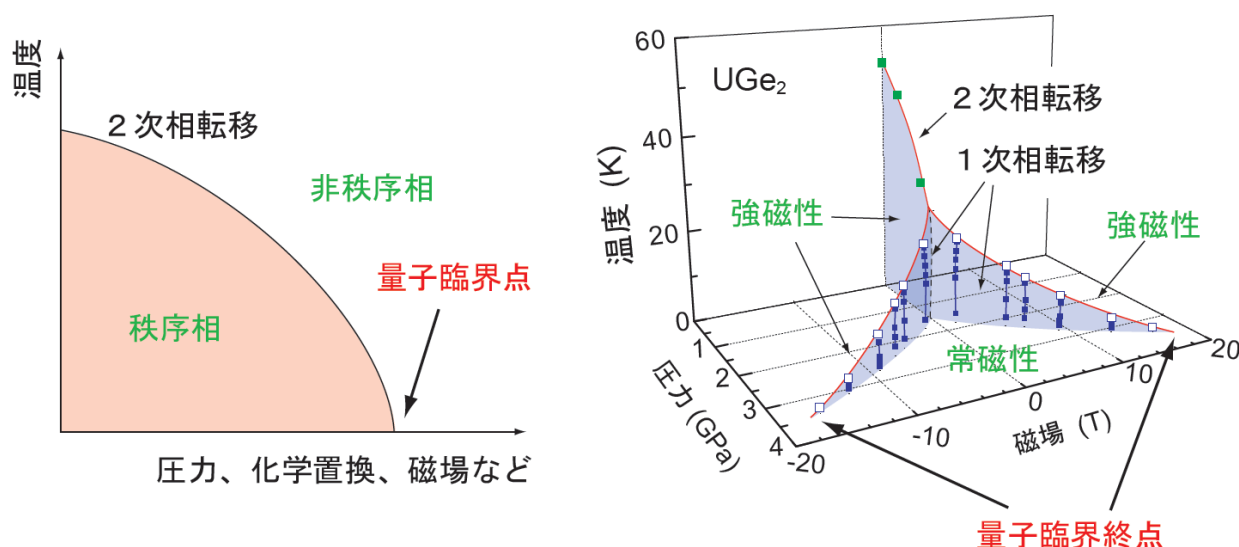 温度
2次相転移
非秩序相
量子臨界点
秩序相
圧力、化学置換、磁場など
60
40
20
0
温度 (K)
UGe₂
2次相転移
1次相転移
強磁性
強磁性
常磁性
1
2
3
4
圧力 (GPa)
-20
-10
0
10
20
磁場 (T)
量子臨界終点